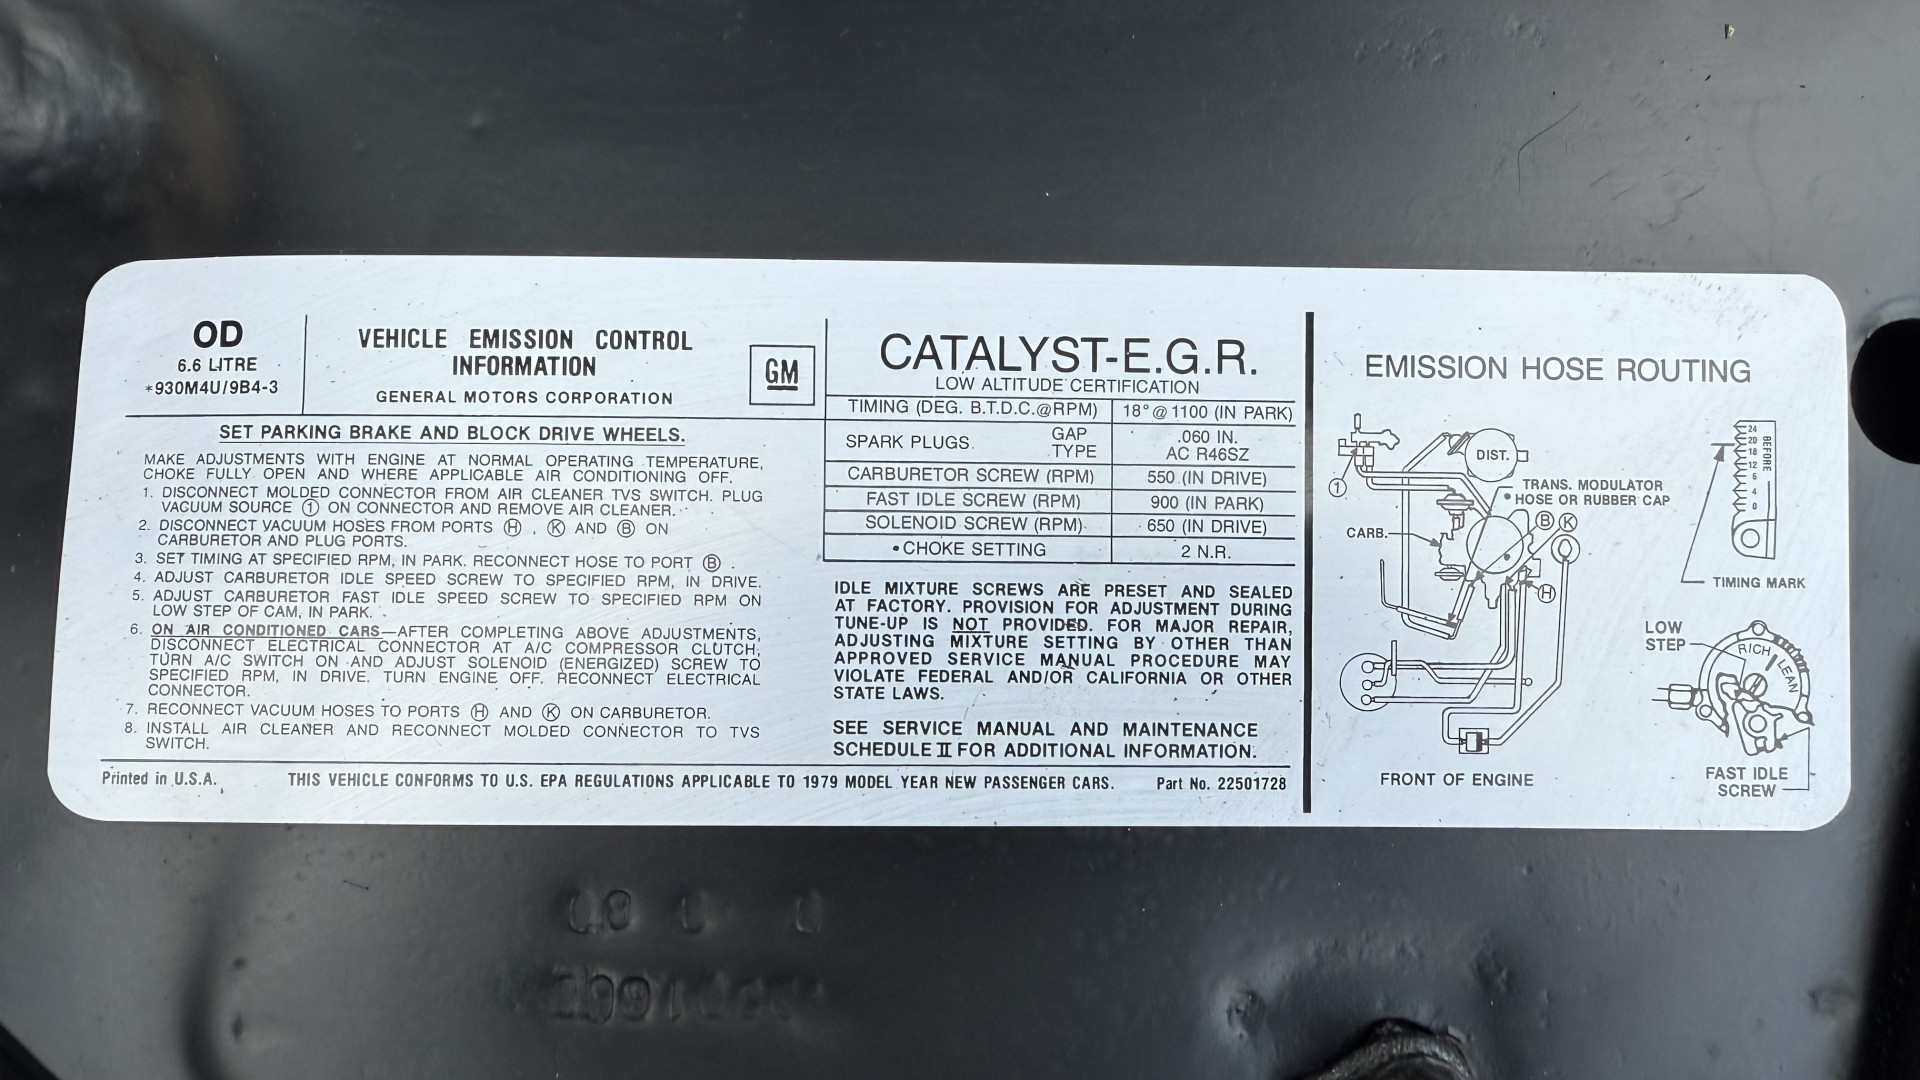 OD
6.6 LITRE
*930M4U/9B4-3
VEHICLE EMISSION CONTROL
INFORMATION
GENERAL MOTORS CORPORATION
GM
SET PARKING BRAKE AND BLOCK DRIVE WHEELS.
MAKE ADJUSTMENTS WITH ENGINE AT NORMAL OPERATING TEMPERATURE,
CHOKE FULLY OPEN AND WHERE APPLICABLE AIR CONDITIONING OFF.
1. DISCONNECT MOLDED CONNECTOR FROM AIR CLEANER TVS SWITCH. PLUG
VACUUM SOURCE ① ON CONNECTOR AND REMOVE AIR CLEANER.
2. DISCONNECT VACUUM HOSES FROM PORTS Ⓗ , Ⓚ AND Ⓑ ON
CARBURETOR AND PLUG PORTS.
3. SET TIMING AT SPECIFIED RPM, IN PARK. RECONNECT HOSE TO PORT Ⓑ .
4. ADJUST CARBURETOR IDLE SPEED SCREW TO SPECIFIED RPM, IN DRIVE.
5. ADJUST CARBURETOR FAST IDLE SPEED SCREW TO SPECIFIED RPM ON
LOW STEP OF CAM, IN PARK.
6. ON AIR CONDITIONED CARS—AFTER COMPLETING ABOVE ADJUSTMENTS,
DISCONNECT ELECTRICAL CONNECTOR AT A/C COMPRESSOR CLUTCH,
TURN A/C SWITCH ON AND ADJUST SOLENOID (ENERGIZED) SCREW TO
SPECIFIED RPM, IN DRIVE. TURN ENGINE OFF. RECONNECT ELECTRICAL
CONNECTOR.
7. RECONNECT VACUUM HOSES TO PORTS Ⓗ AND Ⓚ ON CARBURETOR.
8. INSTALL AIR CLEANER AND RECONNECT MOLDED CONNECTOR TO TVS
SWITCH.
CATALYST-E.G.R.
LOW ALTITUDE CERTIFICATION
TIMING (DEG. B.T.D.C.@RPM) 18°@1100 (IN PARK)
SPARK PLUGS GAP .060 IN.
TYPE AC R46SZ
CARBURETOR SCREW (RPM) 550 (IN DRIVE)
FAST IDLE SCREW (RPM) 900 (IN PARK)
SOLENOID SCREW (RPM) 650 (IN DRIVE)
•CHOKE SETTING 2 N.R.
IDLE MIXTURE SCREWS ARE PRESET AND SEALED
AT FACTORY. PROVISION FOR ADJUSTMENT DURING
TUNE-UP IS NOT PROVIDED. FOR MAJOR REPAIR,
ADJUSTING MIXTURE SETTING BY OTHER THAN
APPROVED SERVICE MANUAL PROCEDURE MAY
VIOLATE FEDERAL AND/OR CALIFORNIA OR OTHER
STATE LAWS.
SEE SERVICE MANUAL AND MAINTENANCE
SCHEDULE II FOR ADDITIONAL INFORMATION.
Printed in U.S.A. THIS VEHICLE CONFORMS TO U.S. EPA REGULATIONS APPLICABLE TO 1979 MODEL YEAR NEW PASSENGER CARS. Part No. 22501728
EMISSION HOSE ROUTING
①
DIST.
TRANS. MODULATOR
• HOSE OR RUBBER CAP
Ⓑ Ⓚ
CARB.
Ⓗ
FRONT OF ENGINE
24
20
18
12
6
4
0
BEFORE
TIMING MARK
LOW
STEP
RICH
LEAN
FAST IDLE
SCREW